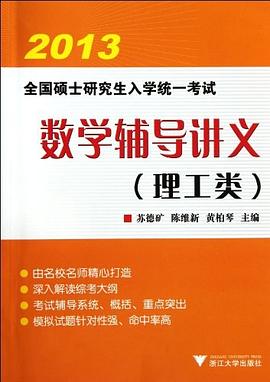 2013
全国硕士研究生入学统一考试
数学辅导讲义
（理工类）
苏德矿 陈维新 黄柏琴 主编
由名校名师精心打造
深入解读综考大纲
考试辅导系统、概括、重点突出
模拟试题针对性强、命中率高
浙江大学出版社